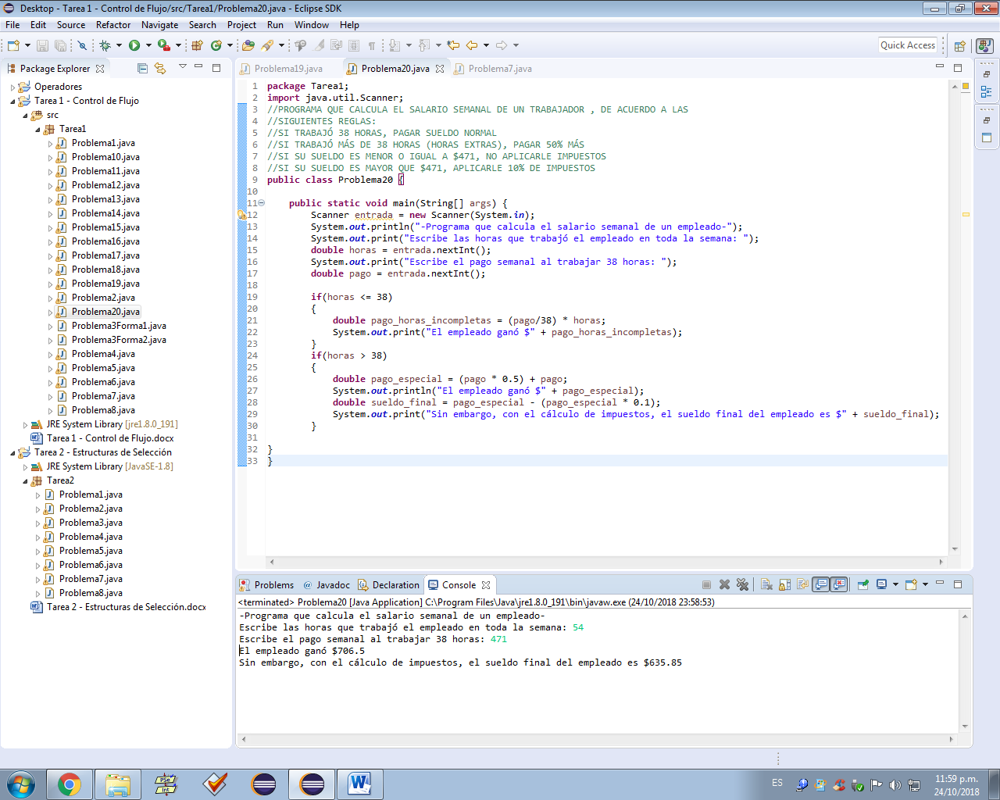 Desktop - Tarea 1 - Control de Flujo/src/Tarea1/Problema20.java - Eclipse SDK
File Edit Source Refactor Navigate Search Project Run Window Help
Quick Access
Package Explorer
Operadores
Tarea 1 - Control de Flujo
src
Tarea1
Problema1.java
Problema10.java
Problema11.java
Problema12.java
Problema13.java
Problema14.java
Problema15.java
Problema16.java
Problema17.java
Problema18.java
Problema19.java
Problema2.java
Problema20.java
Problema3Forma1.java
Problema3Forma2.java
Problema4.java
Problema5.java
Problema6.java
Problema7.java
Problema8.java
JRE System Library [jre1.8.0_191]
Tarea 1 - Control de Flujo.docx
Tarea 2 - Estructuras de Selección
JRE System Library [JavaSE-1.8]
Tarea2
Problema1.java
Problema2.java
Problema3.java
Problema4.java
Problema5.java
Problema6.java
Problema7.java
Problema8.java
Tarea 2 - Estructuras de Selección.docx
Problema19.java Problema20.java Problema7.java
1 package Tarea1;
2 import java.util.Scanner;
3 //PROGRAMA QUE CALCULA EL SALARIO SEMANAL DE UN TRABAJADOR , DE ACUERDO A LAS
4 //SIGUIENTES REGLAS:
5 //SI TRABAJÓ 38 HORAS, PAGAR SUELDO NORMAL
6 //SI TRABAJÓ MÁS DE 38 HORAS (HORAS EXTRAS), PAGAR 50% MÁS
7 //SI SU SUELDO ES MENOR O IGUAL A $471, NO APLICARLE IMPUESTOS
8 //SI SU SUELDO ES MAYOR QUE $471, APLICARLE 10% DE IMPUESTOS
9 public class Problema20 {
10
11 public static void main(String[] args) {
12 Scanner entrada = new Scanner(System.in);
13 System.out.println("-Programa que calcula el salario semanal de un empleado-");
14 System.out.print("Escribe las horas que trabajó el empleado en toda la semana: ");
15 double horas = entrada.nextInt();
16 System.out.print("Escribe el pago semanal al trabajar 38 horas: ");
17 double pago = entrada.nextInt();
18
19 if(horas <= 38)
20 {
21 double pago_horas_incompletas = (pago/38) * horas;
22 System.out.print("El empleado ganó $" + pago_horas_incompletas);
23 }
24 if(horas > 38)
25 {
26 double pago_especial = (pago * 0.5) + pago;
27 System.out.println("El empleado ganó $" + pago_especial);
28 double sueldo_final = pago_especial - (pago_especial * 0.1);
29 System.out.print("Sin embargo, con el cálculo de impuestos, el sueldo final del empleado es $" + sueldo_final);
30 }
31
32 }
33 }
Problems Javadoc Declaration Console
<terminated> Problema20 [Java Application] C:\Program Files\Java\jre1.8.0_191\bin\javaw.exe (24/10/2018 23:58:53)
-Programa que calcula el salario semanal de un empleado-
Escribe las horas que trabajó el empleado en toda la semana: 54
Escribe el pago semanal al trabajar 38 horas: 471
El empleado ganó $706.5
Sin embargo, con el cálculo de impuestos, el sueldo final del empleado es $635.85
PSe
Int
ES
11:59 p.m.
24/10/2018